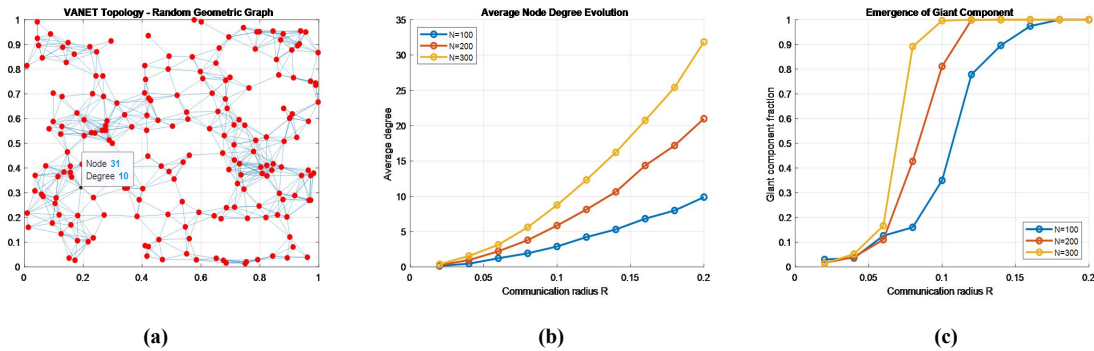 VANET Topology - Random Geometric Graph
1
0.9
0.8
0.7
0.6
0.5
0.4
0.3
0.2
0.1
0
Node 31
Degree 10
0 0.2 0.4 0.6 0.8 1
(a)
Average Node Degree Evolution
35
30
25
20
15
10
5
0
Average degree
N=100
N=200
N=300
0 0.05 0.1 0.15 0.2
Communication radius R
(b)
Emergence of Giant Component
1
0.9
0.8
0.7
0.6
0.5
0.4
0.3
0.2
0.1
0
Giant component fraction
N=100
N=200
N=300
0 0.05 0.1 0.15 0.2
Communication radius R
(c)